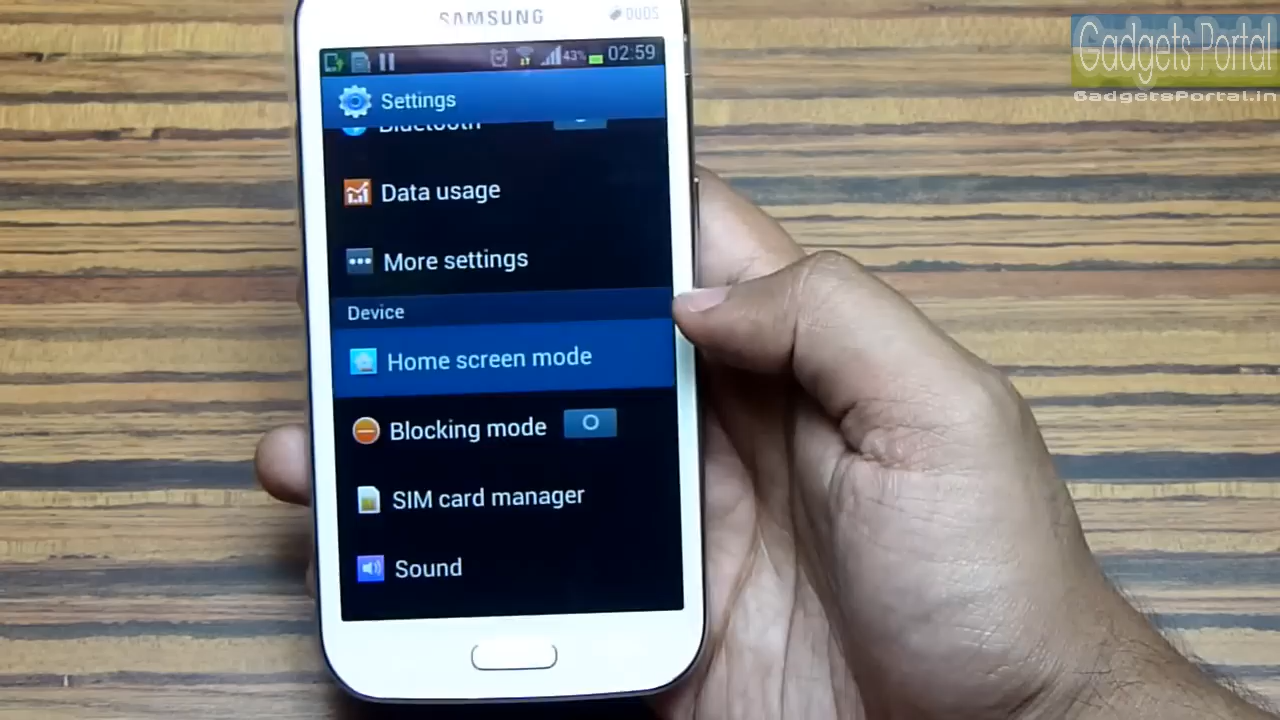 SAMSUNG
DUOS
Gadgets Portal
GadgetsPortal.in
43%
02:59
Settings
Bluetooth
Data usage
More settings
Device
Home screen mode
Blocking mode
SIM card manager
Sound